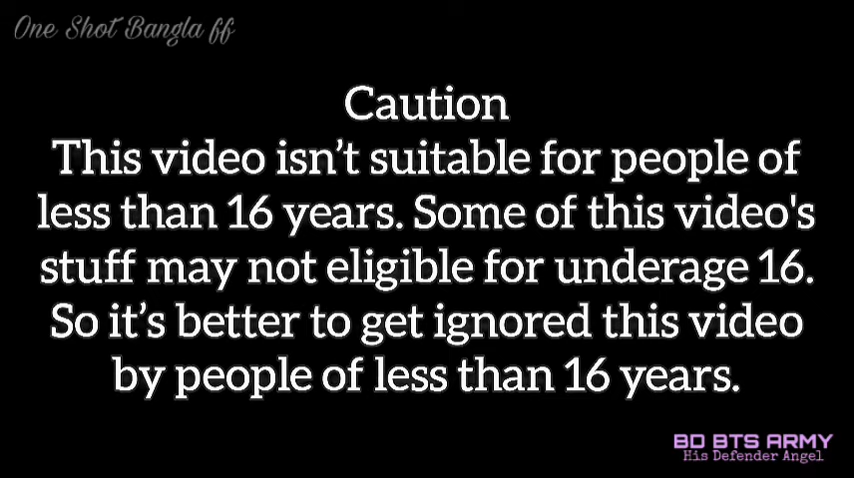 One Shot Bangla ff
Caution
This video isn’t suitable for people of
less than 16 years. Some of this video's
stuff may not eligible for underage 16.
So it’s better to get ignored this video
by people of less than 16 years.
BD BTS ARMY
His Defender Angel